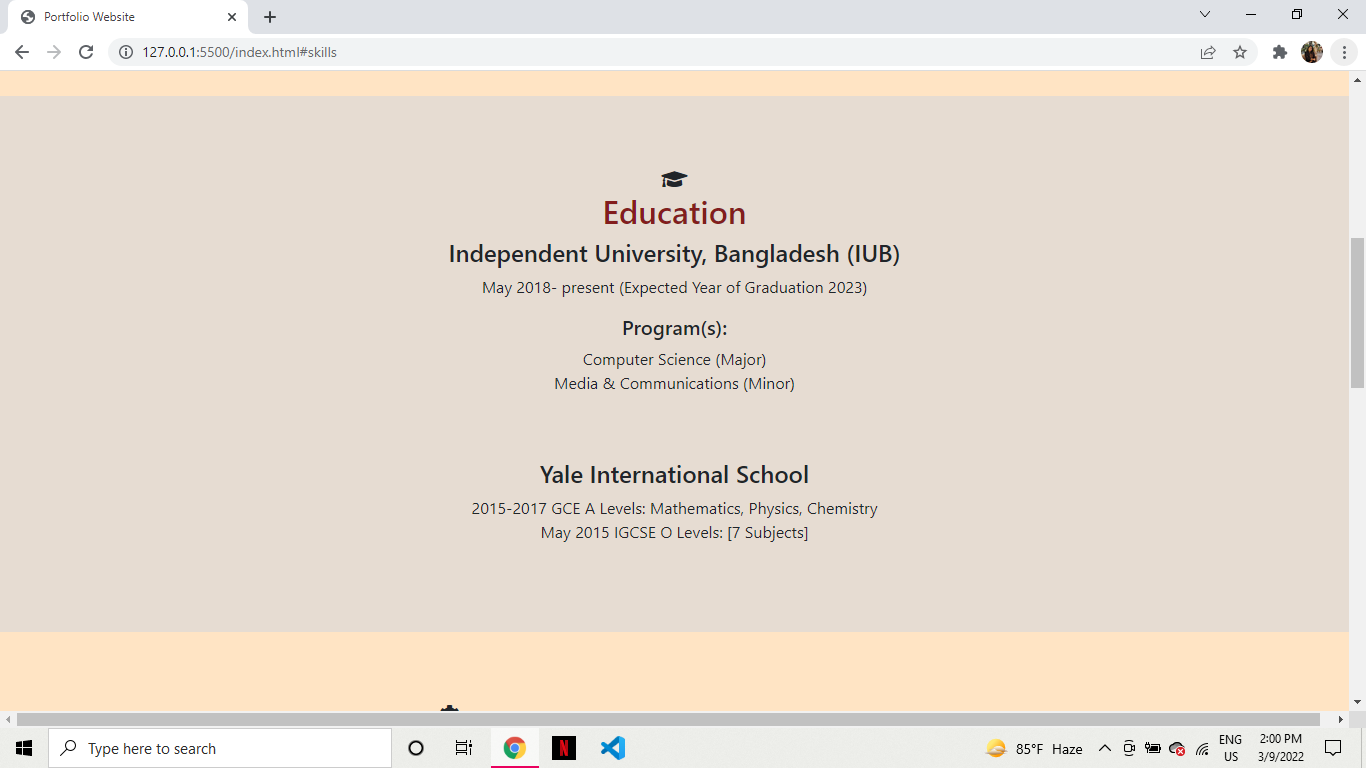 Portfolio Website
127.0.0.1:5500/index.html#skills
Education
Independent University, Bangladesh (IUB)
May 2018- present (Expected Year of Graduation 2023)
Program(s):
Computer Science (Major)
Media & Communications (Minor)
Yale International School
2015-2017 GCE A Levels: Mathematics, Physics, Chemistry
May 2015 IGCSE O Levels: [7 Subjects]
Type here to search
N
85°F Haze
ENG
US
2:00 PM
3/9/2022